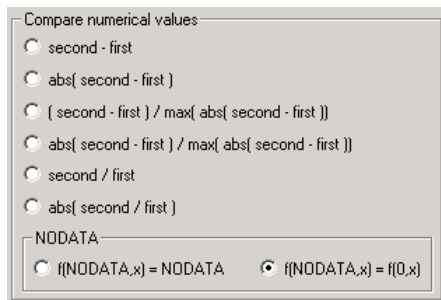 Compare numerical values
second - first
abs( second - first )
( second - first ) / max( abs( second - first ))
abs( second - first ) / max( abs( second - first ))
second / first
abs( second / first )
NODATA
f(NODATA,x) = NODATA f(NODATA,x) = f(0,x)